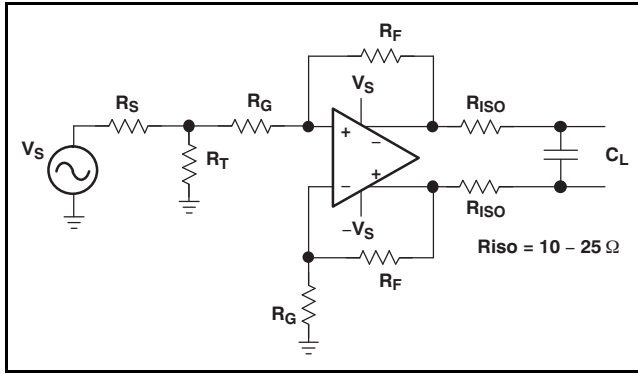 R_F
V_S
R_S
R_G
R_ISO
V_S
R_T
+
−
−
+
C_L
R_ISO
−V_S
Riso = 10 – 25 Ω
R_F
R_G